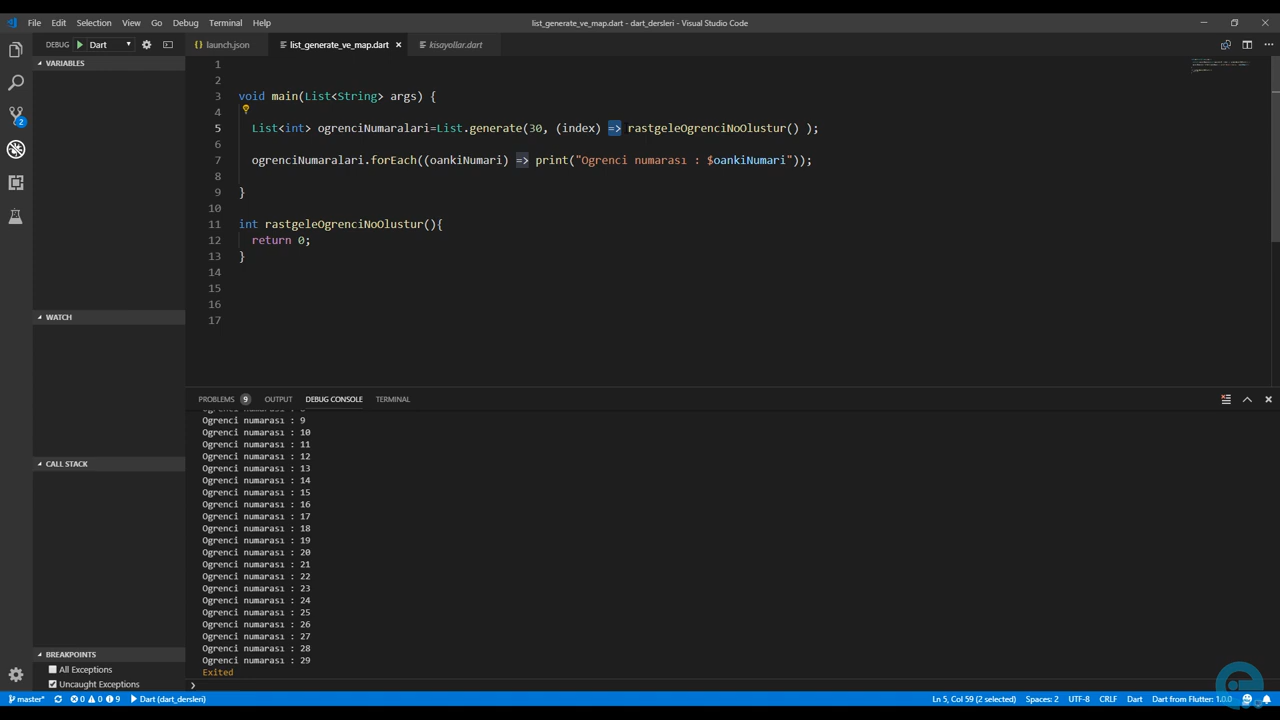 File Edit Selection View Go Debug Terminal Help
list_generate_ve_map.dart - dart_dersleri - Visual Studio Code
DEBUG Dart
launch.json list_generate_ve_map.dart kisayollar.dart
VARIABLES
WATCH
CALL STACK
BREAKPOINTS
All Exceptions
Uncaught Exceptions
1
2
3 void main(List<String> args) {
4
5 List<int> ogrenciNumaralari=List.generate(30, (index) => rastgeleOgrenciNoOlustur() );
6
7 ogrenciNumaralari.forEach((oankiNumari) => print("Ogrenci numarası : $oankiNumari"));
8
9 }
10
11 int rastgeleOgrenciNoOlustur(){
12 return 0;
13 }
14
15
16
17
PROBLEMS 9 OUTPUT DEBUG CONSOLE TERMINAL
Ogrenci numarası : 9
Ogrenci numarası : 10
Ogrenci numarası : 11
Ogrenci numarası : 12
Ogrenci numarası : 13
Ogrenci numarası : 14
Ogrenci numarası : 15
Ogrenci numarası : 16
Ogrenci numarası : 17
Ogrenci numarası : 18
Ogrenci numarası : 19
Ogrenci numarası : 20
Ogrenci numarası : 21
Ogrenci numarası : 22
Ogrenci numarası : 23
Ogrenci numarası : 24
Ogrenci numarası : 25
Ogrenci numarası : 26
Ogrenci numarası : 27
Ogrenci numarası : 28
Ogrenci numarası : 29
Exited
master* 0 0 9 Dart (dart_dersleri) Ln 5, Col 59 (2 selected) Spaces: 2 UTF-8 CRLF Dart Dart from Flutter: 1.0.0
2